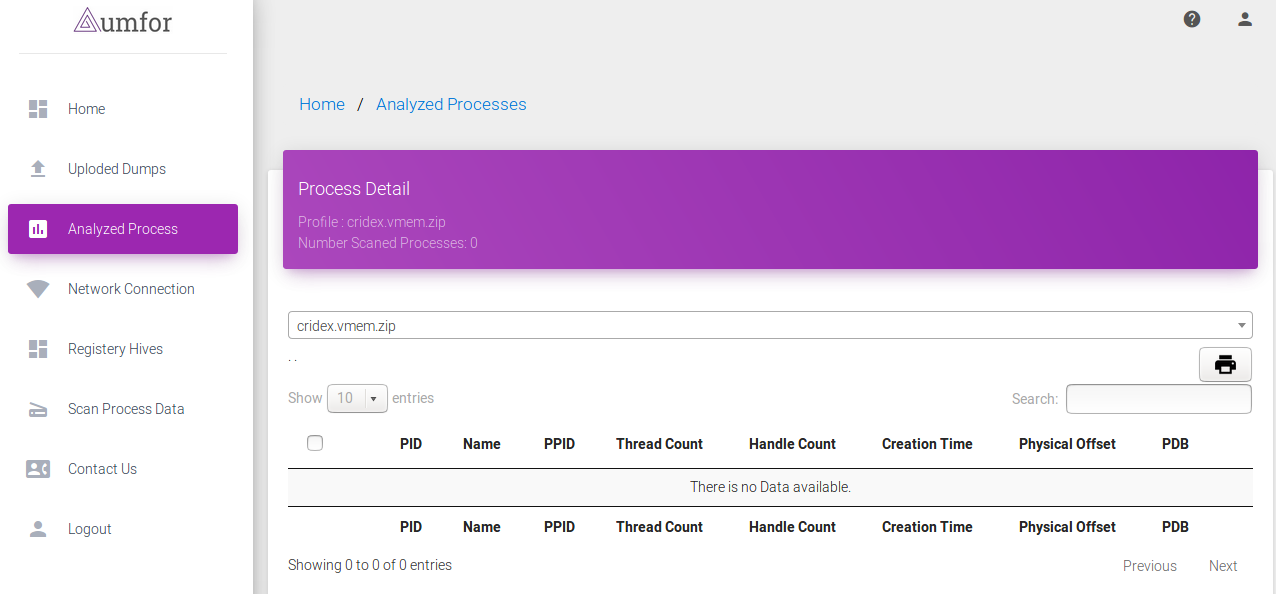 Aumfor
Home
Uploded Dumps
Analyzed Process
Network Connection
Registery Hives
Scan Process Data
Contact Us
Logout
Home / Analyzed Processes
Process Detail
Profile : cridex.vmem.zip
Number Scaned Processes: 0
cridex.vmem.zip
. .
Show 10 entries
Search:
PID Name PPID Thread Count Handle Count Creation Time Physical Offset PDB
There is no Data available.
PID Name PPID Thread Count Handle Count Creation Time Physical Offset PDB
Showing 0 to 0 of 0 entries
Previous Next